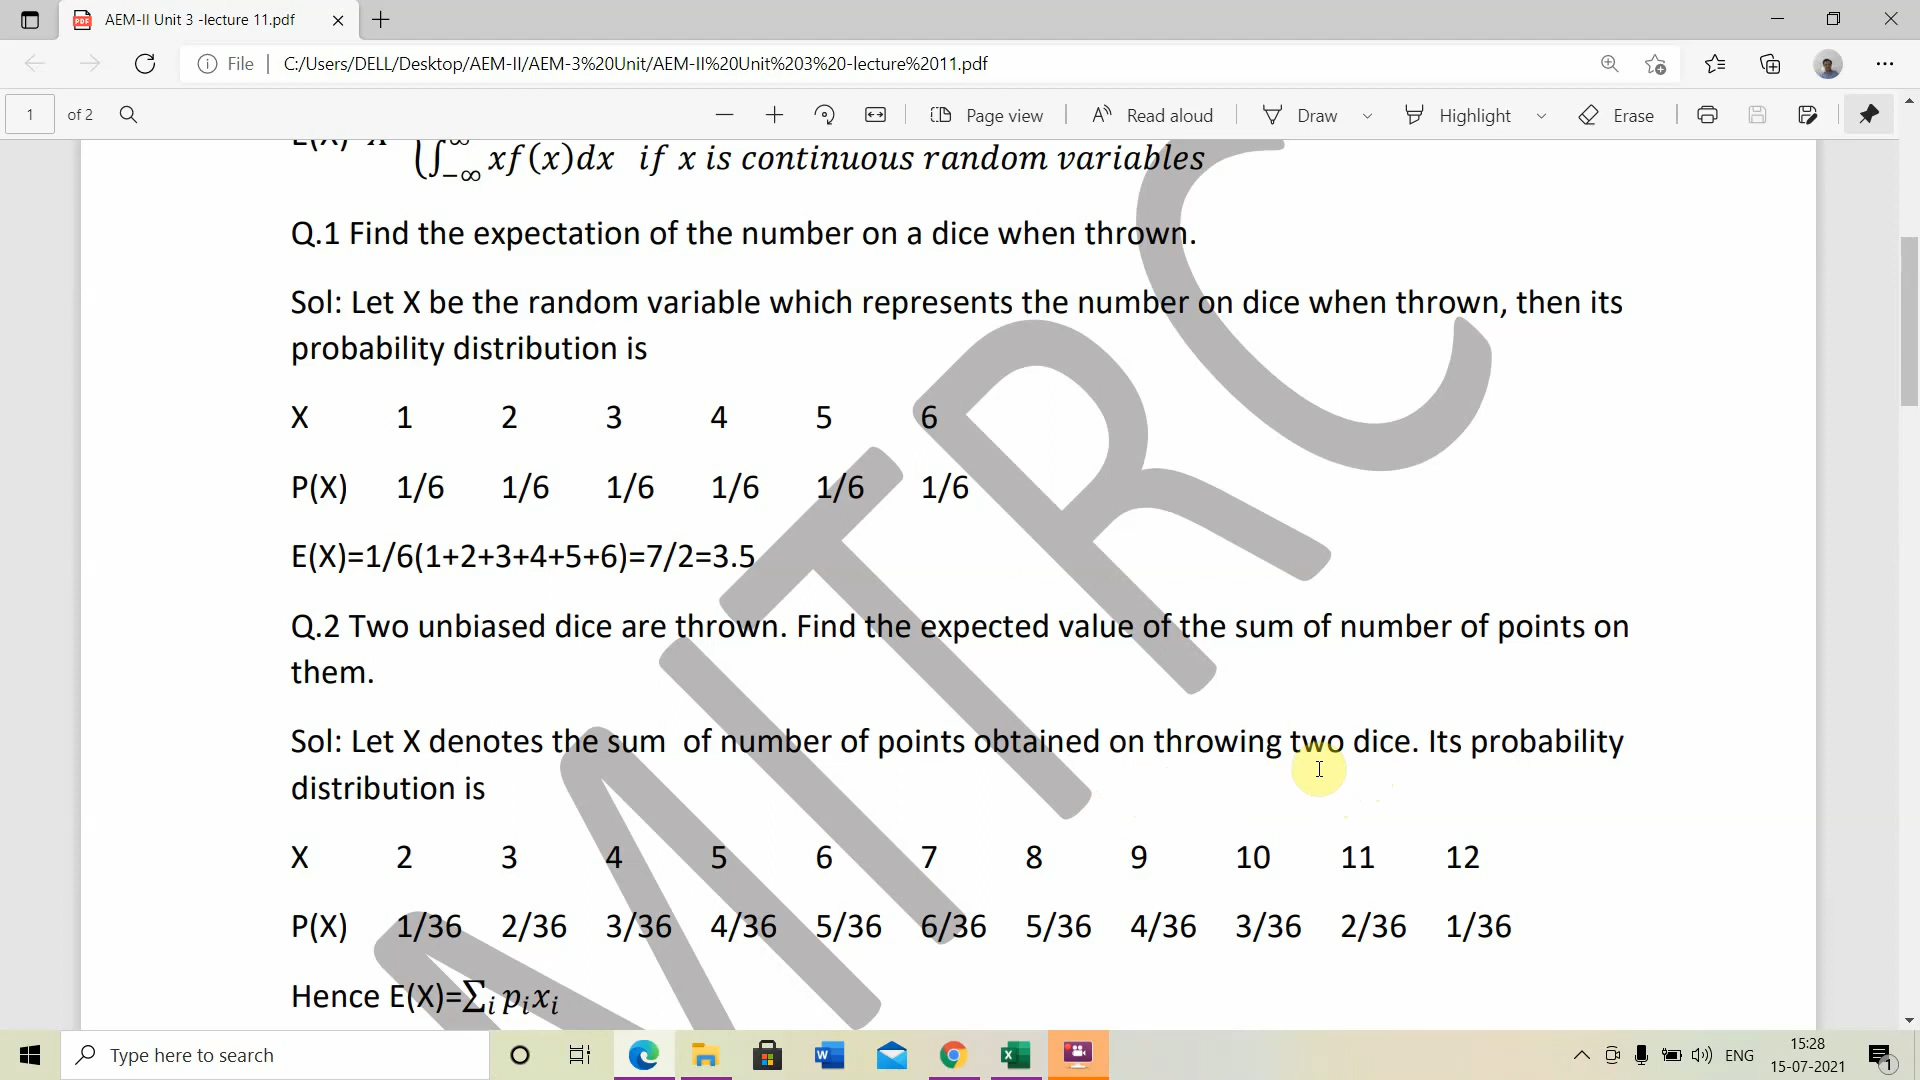 AEM-II Unit 3 -lecture 11.pdf
File
C:/Users/DELL/Desktop/AEM-II/AEM-3%20Unit/AEM-II%20Unit%203%20-lecture%2011.pdf
1 of 2
Page view
Read aloud
Draw
Highlight
Erase
∫_{-∞}^{∞} xf(x)dx if x is continuous random variables
Q.1 Find the expectation of the number on a dice when thrown.
Sol: Let X be the random variable which represents the number on dice when thrown, then its
probability distribution is
X 1 2 3 4 5 6
P(X) 1/6 1/6 1/6 1/6 1/6 1/6
E(X)=1/6(1+2+3+4+5+6)=7/2=3.5
Q.2 Two unbiased dice are thrown. Find the expected value of the sum of number of points on
them.
Sol: Let X denotes the sum of number of points obtained on throwing two dice. Its probability
distribution is
X 2 3 4 5 6 7 8 9 10 11 12
P(X) 1/36 2/36 3/36 4/36 5/36 6/36 5/36 4/36 3/36 2/36 1/36
Hence E(X)=∑ᵢ pᵢxᵢ
MITRC
Type here to search
ENG
15:28
15-07-2021
1